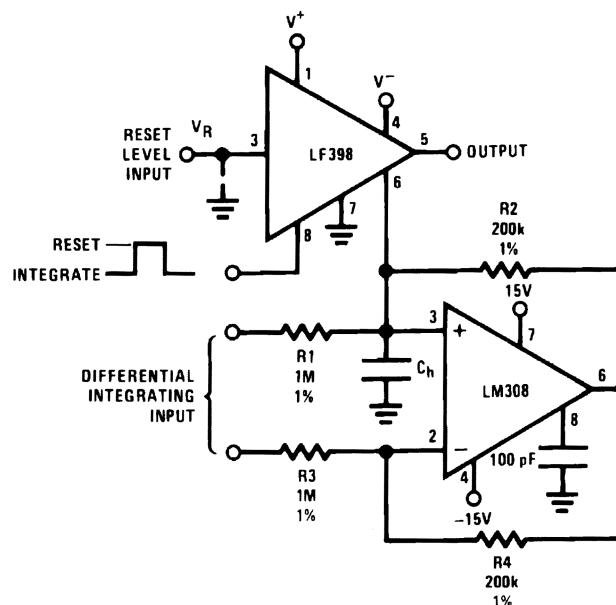 V+
1
V−
4
RESET
LEVEL
INPUT
VR
3
LF398
5
OUTPUT
6
7
8
RESET
INTEGRATE
R2
200k
1%
15V
7
3
+
R1
1M
1%
Ch
DIFFERENTIAL
INTEGRATING
INPUT
LM308
6
8
2
−
100 pF
R3
1M
1%
4
−15V
R4
200k
1%